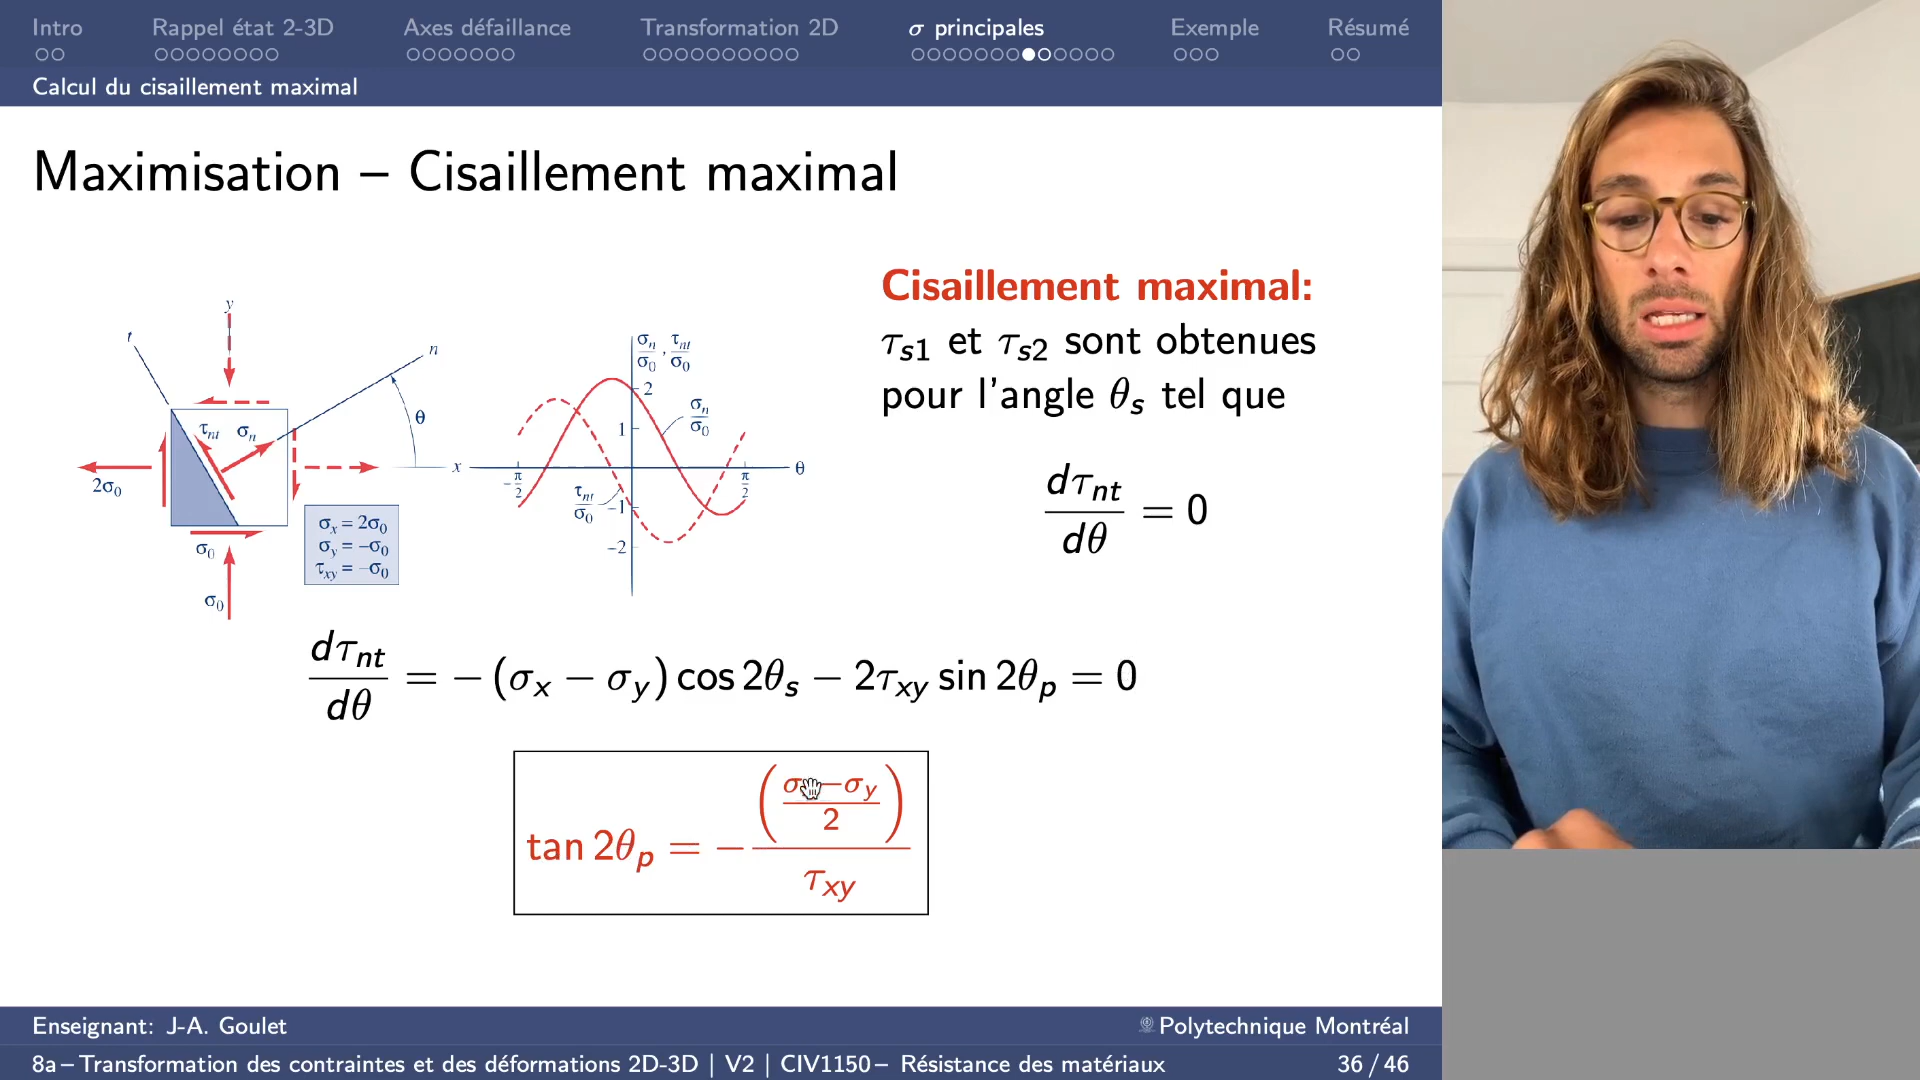 Intro Rappel état 2-3D Axes défaillance Transformation 2D σ principales Exemple Résumé
Calcul du cisaillement maximal
Maximisation – Cisaillement maximal
Cisaillement maximal:
τs1 et τs2 sont obtenues
pour l'angle θs tel que
dτnt/dθ = 0
y
t
n
θ
x
τnt σn
2σ0
σ0
σ0
σx = 2σ0
σy = –σ0
τxy = –σ0
σn/σ0 , τnt/σ0
2
1
–1
–2
σn/σ0
τnt/σ0
–π/2
π/2
θ
dτnt/dθ = – (σx – σy) cos 2θs – 2τxy sin 2θp = 0
tan 2θp = – ((σ – σy)/2)/τxy
Enseignant: J-A. Goulet Polytechnique Montréal
8a – Transformation des contraintes et des déformations 2D-3D | V2 | CIV1150 – Résistance des matériaux 36 / 46